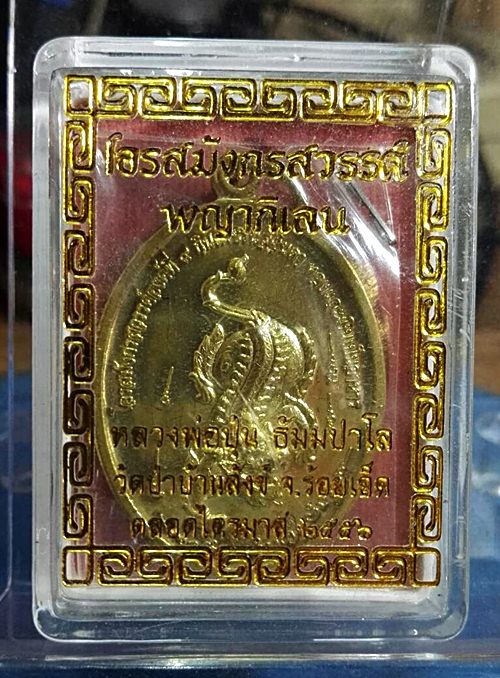 โอรสมังกรสวรรค์
พญากิเลน
หลวงพ่อปุ่น ธัมมปาโล
วัดป่าบ้านสังข์ จ.ร้อยเอ็ด
ตลอดไตรมาส ๒๕๕๖